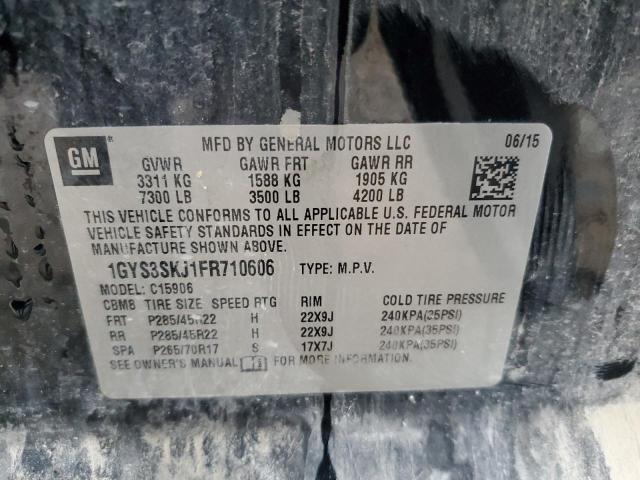 GM
MFD BY GENERAL MOTORS LLC 06/15
GVWR GAWR FRT GAWR RR
3311 KG 1588 KG 1905 KG
7300 LB 3500 LB 4200 LB
THIS VEHICLE CONFORMS TO ALL APPLICABLE U.S. FEDERAL MOTOR
VEHICLE SAFETY STANDARDS IN EFFECT ON THE DATE OF
MANUFACTURE SHOWN ABOVE.
1GYS3SKJ1FR710606 TYPE: M.P.V.
MODEL: C15906
CBM8 TIRE SIZE SPEED RTG RIM COLD TIRE PRESSURE
FRT P285/45R22 H 22X9J 240KPA(35PSI)
RR P285/45R22 H 22X9J 240KPA(35PSI)
SPA P265/70R17 S 17X7J 240KPA(35PSI)
SEE OWNER'S MANUAL FOR MORE INFORMATION.